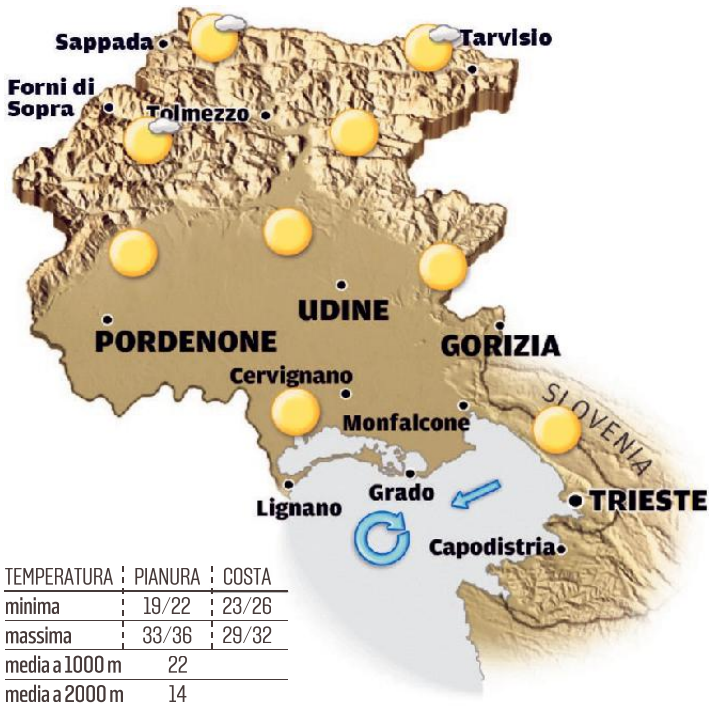 Sappada
Tarvisio
Forni di
Sopra
Tolmezzo
UDINE
PORDENONE
GORIZIA
Cervignano
SLOVENIA
Monfalcone
Grado
Lignano
TRIESTE
Capodistria
TEMPERATURA PIANURA COSTA
minima 19/22 23/26
massima 33/36 29/32
media a 1000 m 22
media a 2000 m 14